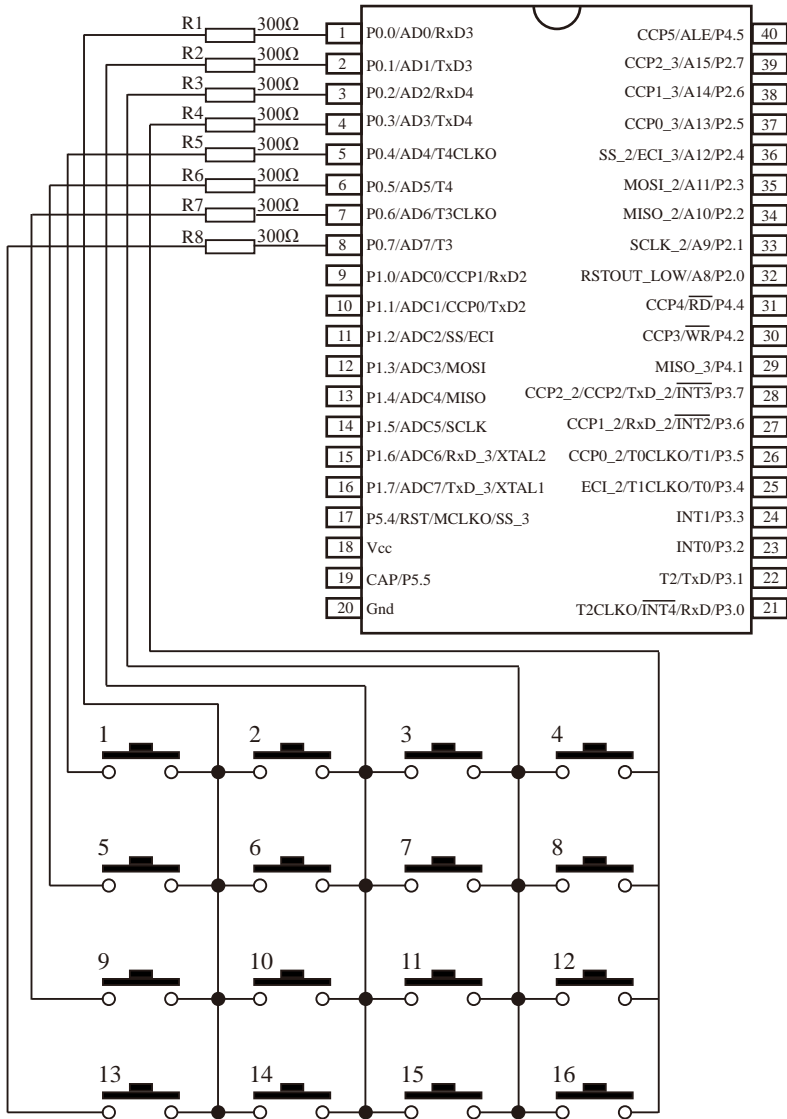 R1 300Ω 1 P0.0/AD0/RxD3 CCP5/ALE/P4.5 40
R2 300Ω 2 P0.1/AD1/TxD3 CCP2_3/A15/P2.7 39
R3 300Ω 3 P0.2/AD2/RxD4 CCP1_3/A14/P2.6 38
R4 300Ω 4 P0.3/AD3/TxD4 CCP0_3/A13/P2.5 37
R5 300Ω 5 P0.4/AD4/T4CLKO SS_2/ECI_3/A12/P2.4 36
R6 300Ω 6 P0.5/AD5/T4 MOSI_2/A11/P2.3 35
R7 300Ω 7 P0.6/AD6/T3CLKO MISO_2/A10/P2.2 34
R8 300Ω 8 P0.7/AD7/T3 SCLK_2/A9/P2.1 33
9 P1.0/ADC0/CCP1/RxD2 RSTOUT_LOW/A8/P2.0 32
10 P1.1/ADC1/CCP0/TxD2 CCP4/R̅D̅/P4.4 31
11 P1.2/ADC2/SS/ECI CCP3/W̅R̅/P4.2 30
12 P1.3/ADC3/MOSI MISO_3/P4.1 29
13 P1.4/ADC4/MISO CCP2_2/CCP2/TxD_2/I̅N̅T̅3̅/P3.7 28
14 P1.5/ADC5/SCLK CCP1_2/RxD_2/I̅N̅T̅2̅/P3.6 27
15 P1.6/ADC6/RxD_3/XTAL2 CCP0_2/T0CLKO/T1/P3.5 26
16 P1.7/ADC7/TxD_3/XTAL1 ECI_2/T1CLKO/T0/P3.4 25
17 P5.4/RST/MCLKO/SS_3 INT1/P3.3 24
18 Vcc INT0/P3.2 23
19 CAP/P5.5 T2/TxD/P3.1 22
20 Gnd T2CLKO/I̅N̅T̅4̅/RxD/P3.0 21
1 2 3 4
5 6 7 8
9 10 11 12
13 14 15 16